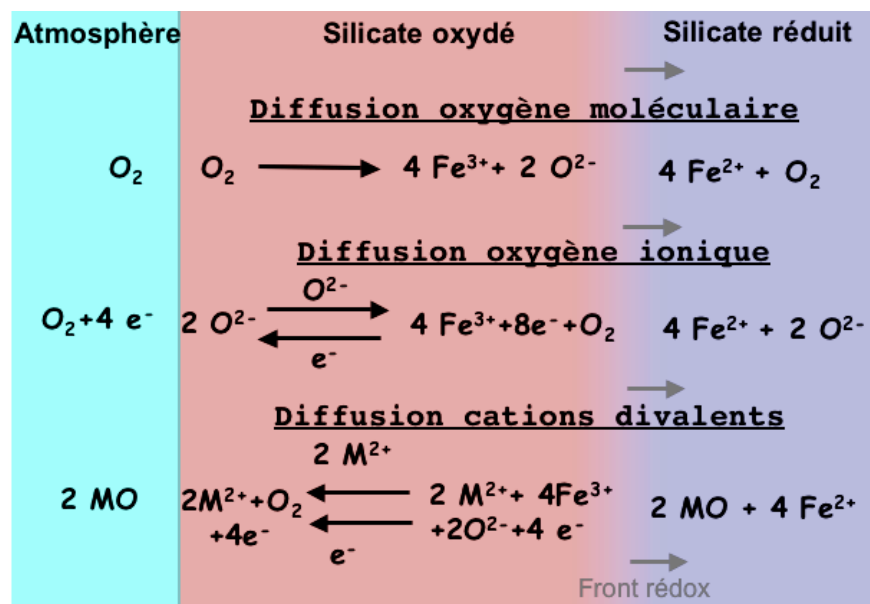 Atmosphère Silicate oxydé Silicate réduit
Diffusion oxygène moléculaire
O₂ O₂ 4 Fe³⁺+ 2 O²⁻ 4 Fe²⁺ + O₂
Diffusion oxygène ionique
O²⁻
O₂+4 e⁻ 2 O²⁻ 4 Fe³⁺+8e⁻+O₂ 4 Fe²⁺ + 2 O²⁻
e⁻
Diffusion cations divalents
2 M²⁺
2 MO 2M²⁺+O₂ 2 M²⁺+ 4Fe³⁺ 2 MO + 4 Fe²⁺
+4e⁻ +2O²⁻+4 e⁻
e⁻
Front rédox